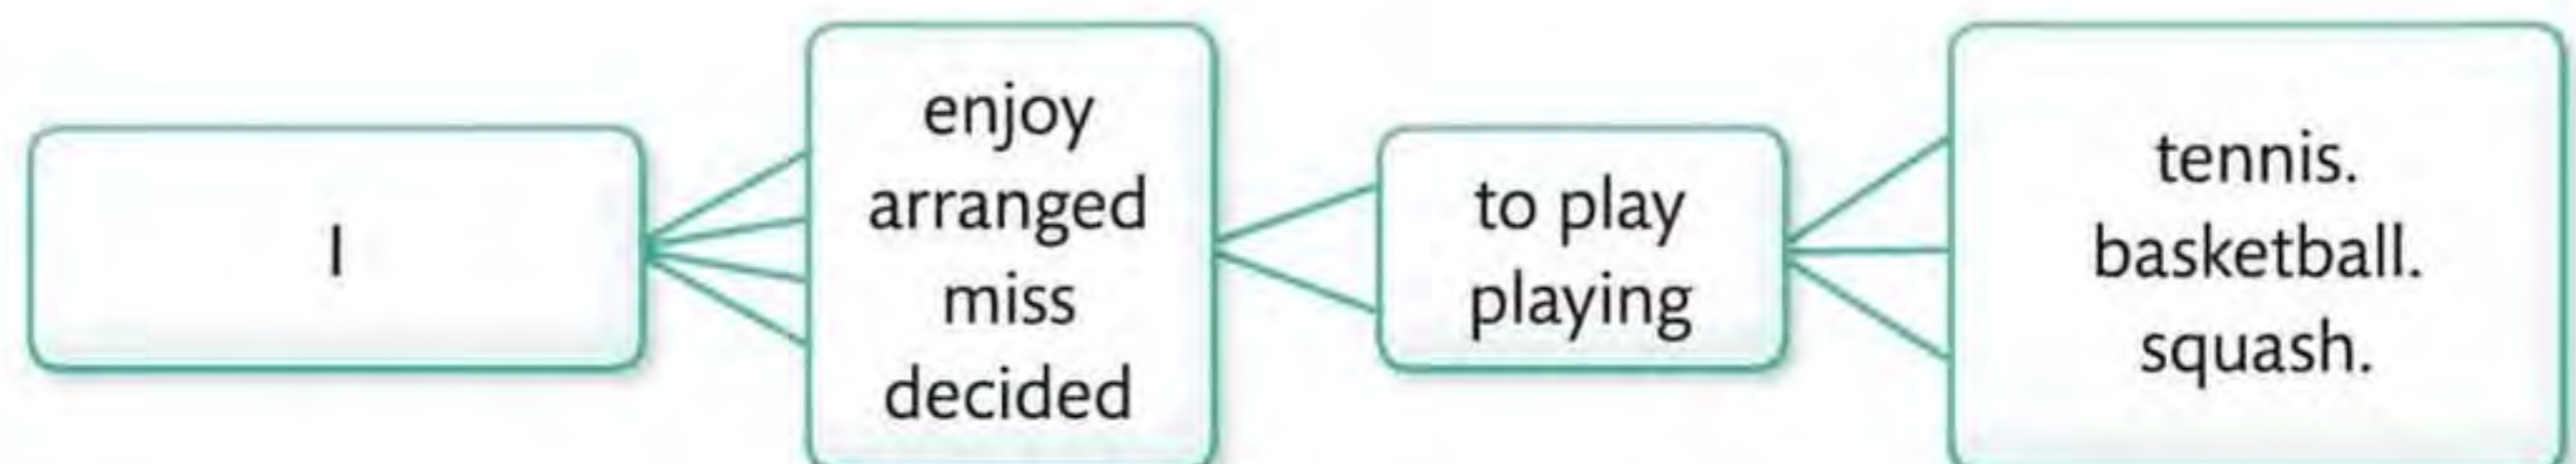 I
enjoy
arranged
miss
decided
to play
playing
tennis.
basketball.
squash.